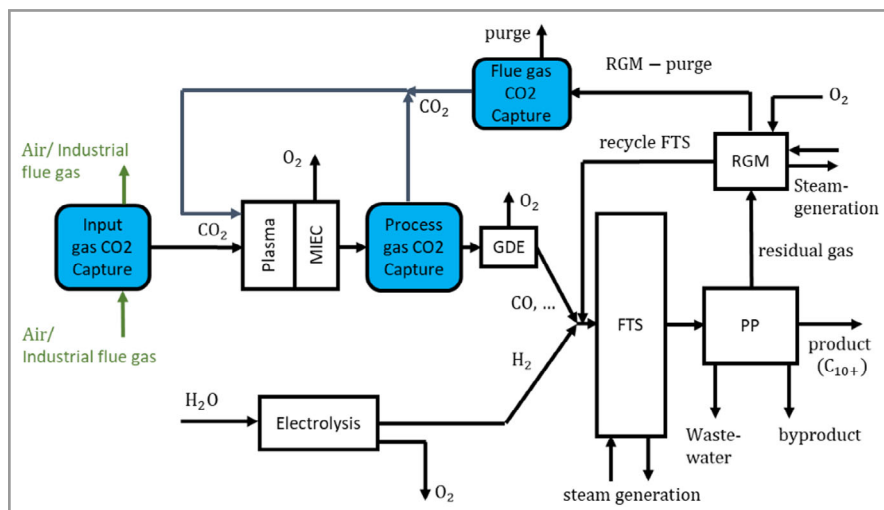 purge
Flue gas
CO2
Capture
RGM − purge
O₂
CO₂
recycle FTS
RGM
Steam-
generation
Air/ Industrial
flue gas
O₂
Input
gas CO2
Capture
CO₂
Plasma
MIEC
Process
gas CO2
Capture
O₂
GDE
residual gas
CO, ...
FTS
PP
product
(C₁₀₊)
Air/
Industrial flue gas
H₂
H₂O
Electrolysis
Waste-
water
byproduct
O₂
steam generation